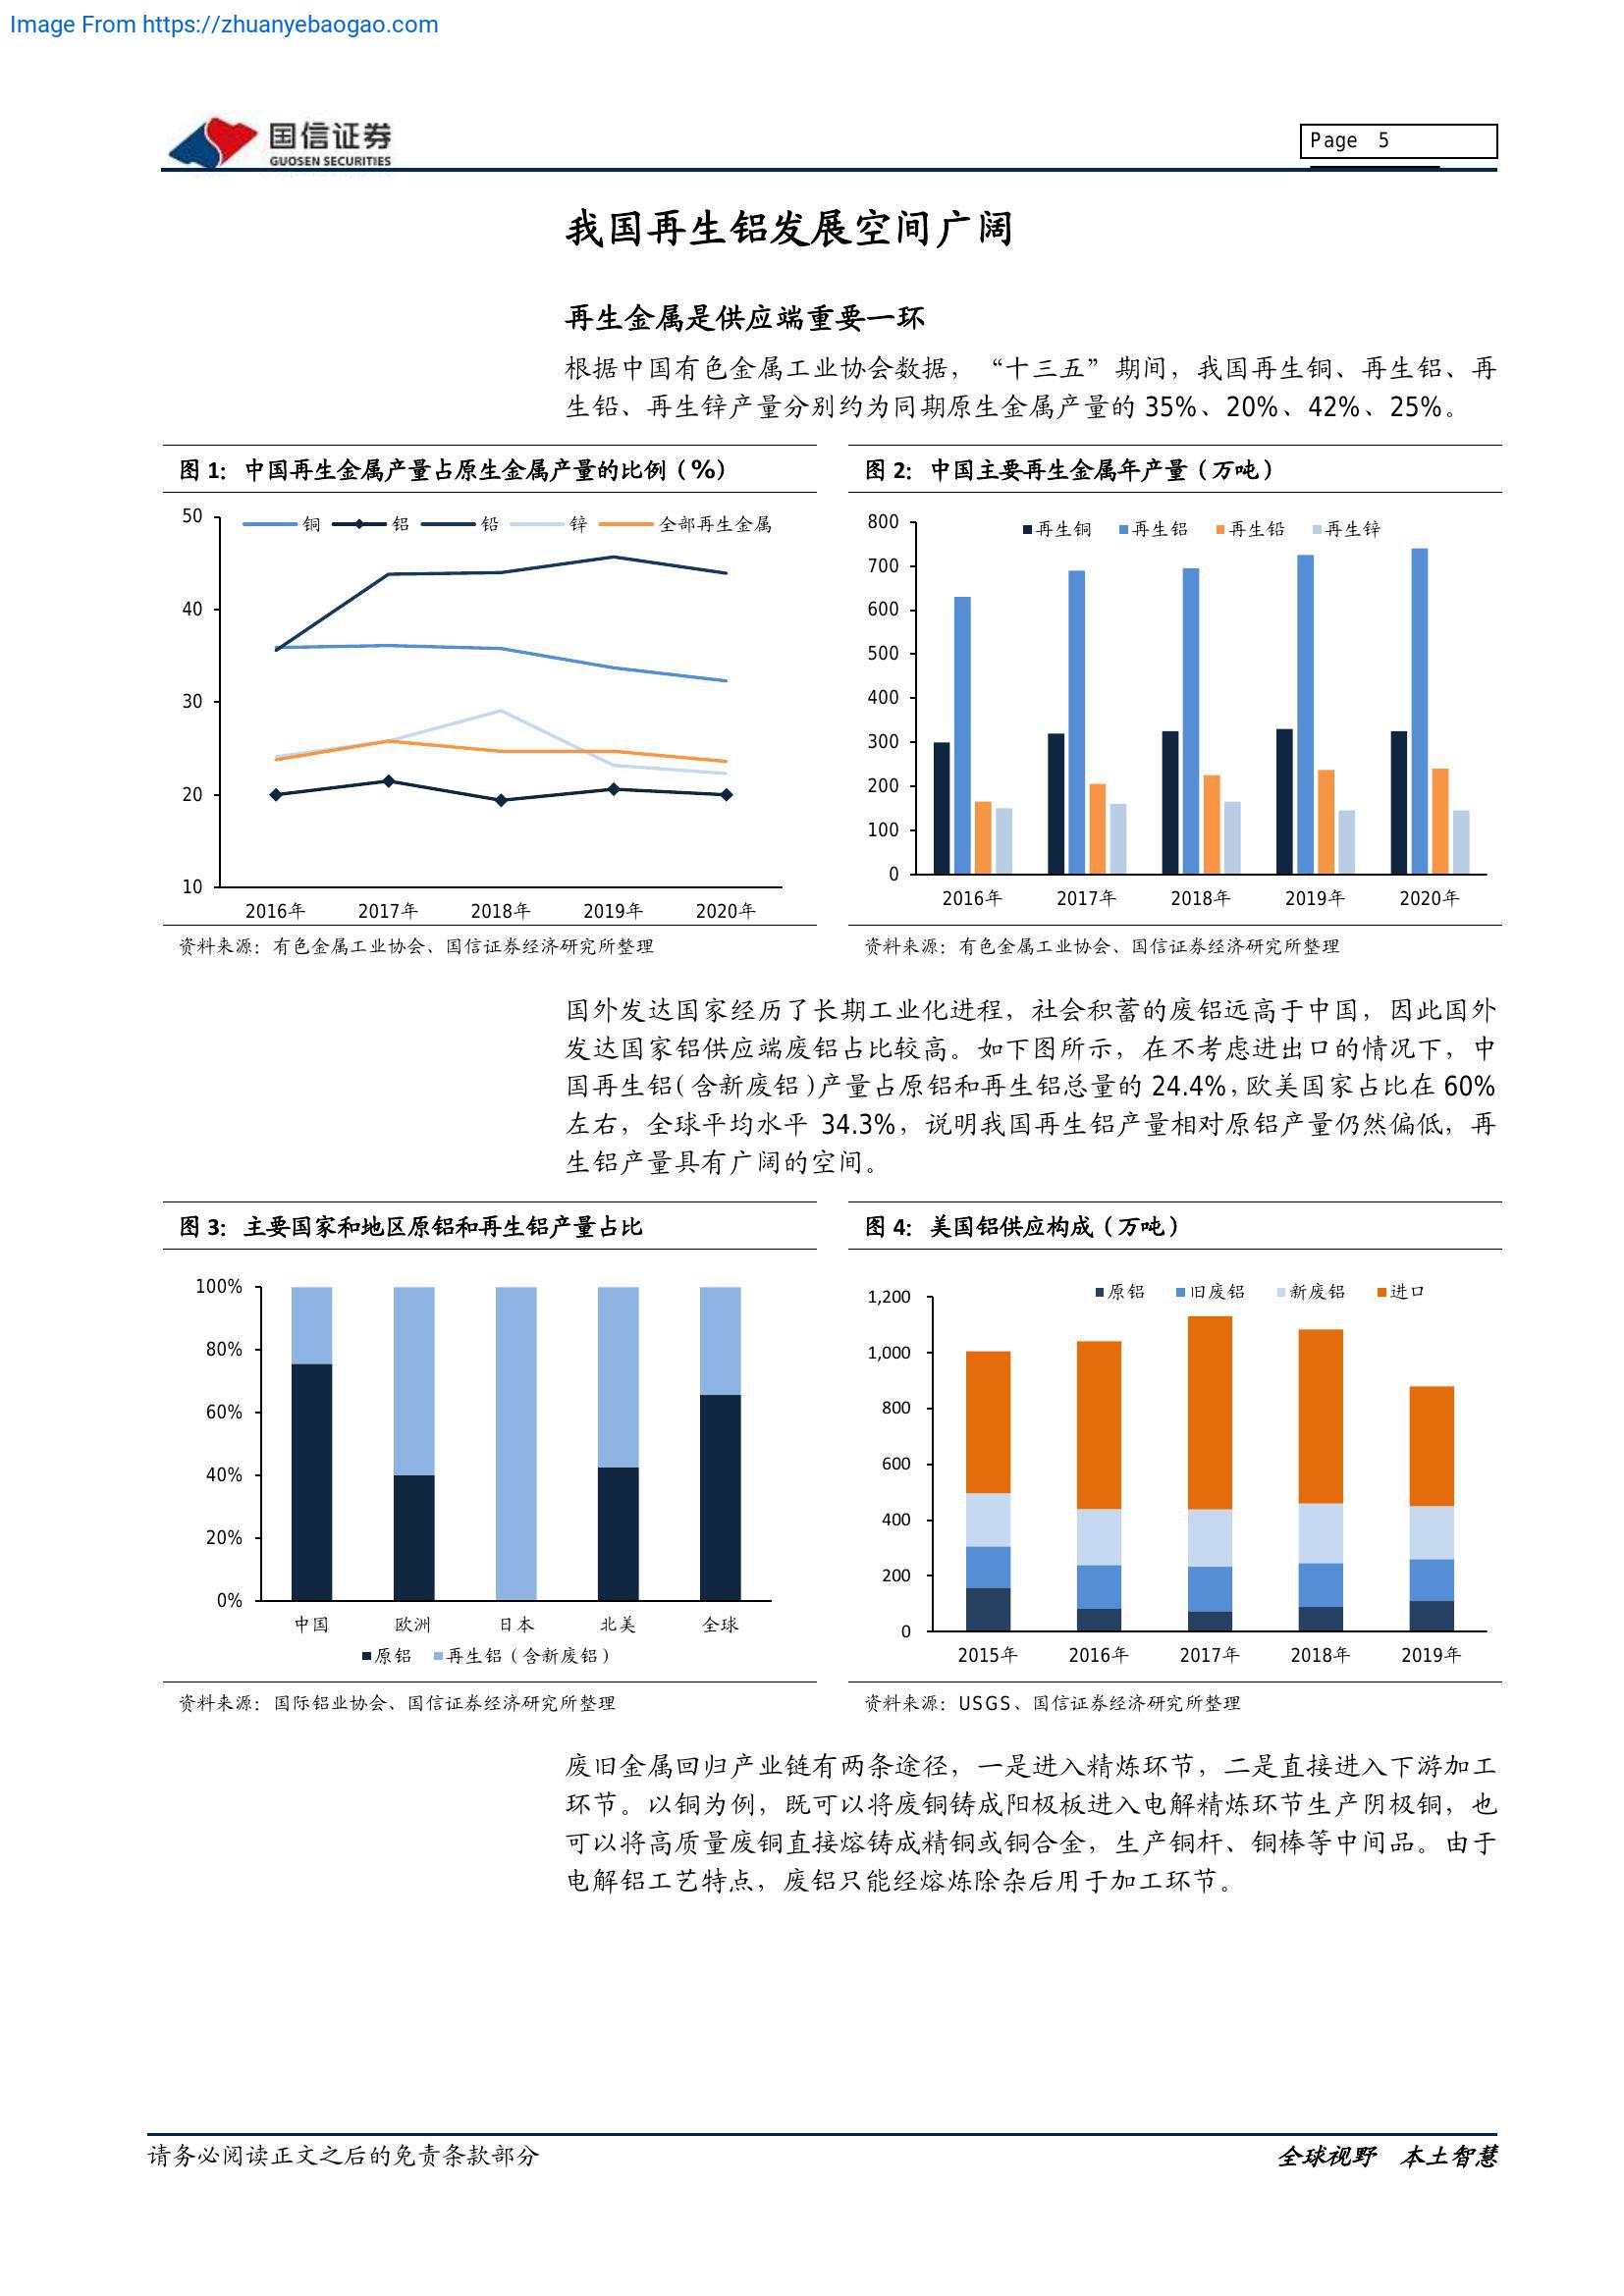 Image From https://zhuanyebaogao.com
国信证券
GUOSEN SECURITIES
Page 5
我国再生铝发展空间广阔
再生金属是供应端重要一环
根据中国有色金属工业协会数据，“十三五”期间，我国再生铜、再生铝、再
生铅、再生锌产量分别约为同期原生金属产量的 35%、20%、42%、25%。
图 1: 中国再生金属产量占原生金属产量的比例（%）
铜 铝 铅 锌 全部再生金属
50
40
30
20
10
2016年 2017年 2018年 2019年 2020年
资料来源：有色金属工业协会、国信证券经济研究所整理
图 2: 中国主要再生金属年产量（万吨）
再生铜 再生铝 再生铅 再生锌
800
700
600
500
400
300
200
100
0
2016年 2017年 2018年 2019年 2020年
资料来源：有色金属工业协会、国信证券经济研究所整理
国外发达国家经历了长期工业化进程，社会积蓄的废铝远高于中国，因此国外
发达国家铝供应端废铝占比较高。如下图所示，在不考虑进出口的情况下，中
国再生铝(含新废铝)产量占原铝和再生铝总量的 24.4%,欧美国家占比在 60%
左右，全球平均水平 34.3%，说明我国再生铝产量相对原铝产量仍然偏低，再
生铝产量具有广阔的空间。
图 3: 主要国家和地区原铝和再生铝产量占比
100%
80%
60%
40%
20%
0%
中国 欧洲 日本 北美 全球
原铝 再生铝（含新废铝）
资料来源：国际铝业协会、国信证券经济研究所整理
图 4: 美国铝供应构成（万吨）
原铝 旧废铝 新废铝 进口
1,200
1,000
800
600
400
200
0
2015年 2016年 2017年 2018年 2019年
资料来源：USGS、国信证券经济研究所整理
废旧金属回归产业链有两条途径，一是进入精炼环节，二是直接进入下游加工
环节。以铜为例，既可以将废铜铸成阳极板进入电解精炼环节生产阴极铜，也
可以将高质量废铜直接熔铸成精铜或铜合金，生产铜杆、铜棒等中间品。由于
电解铝工艺特点，废铝只能经熔炼除杂后用于加工环节。
请务必阅读正文之后的免责条款部分
全球视野 本土智慧